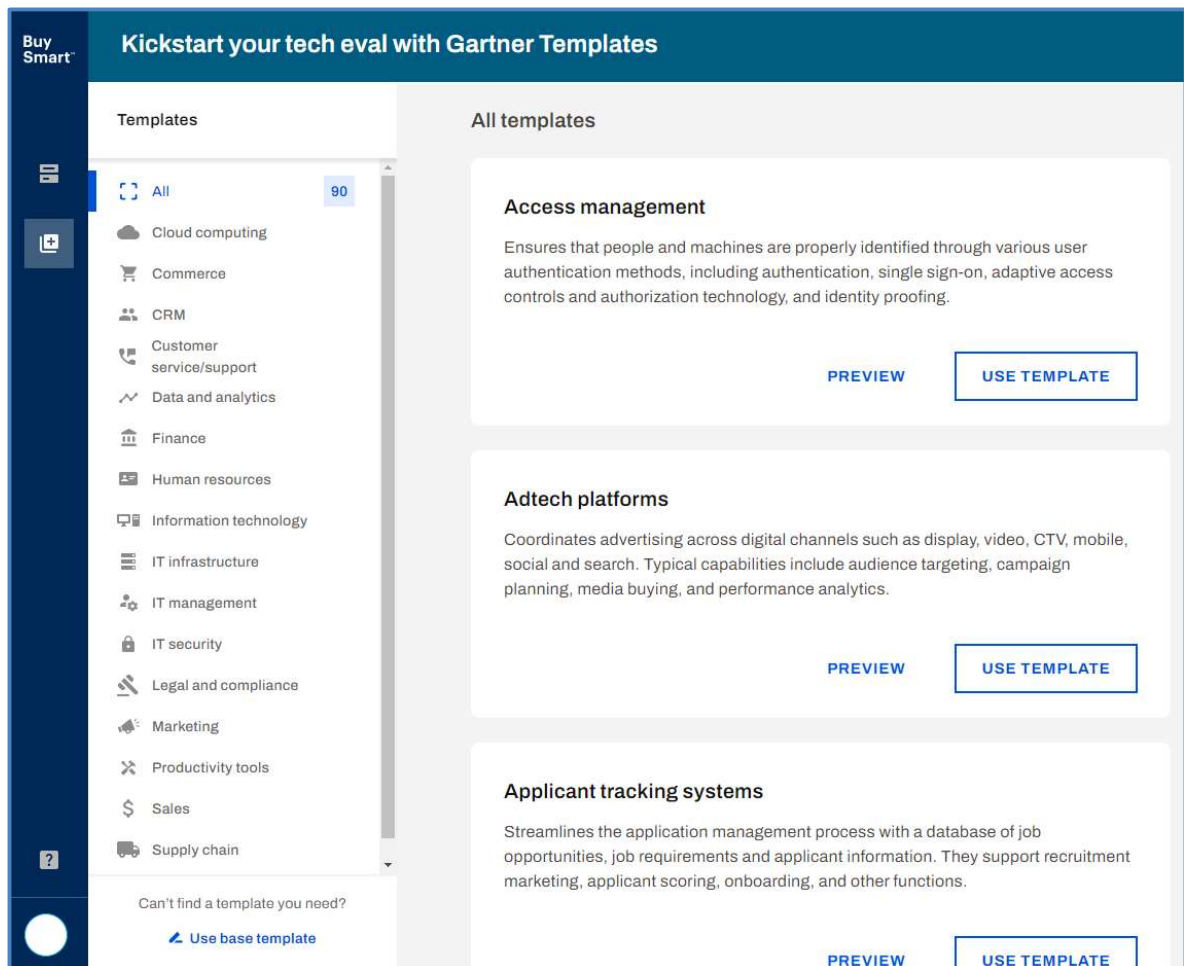 Buy
Smart™
Kickstart your tech eval with Gartner Templates
Templates
All
90
Cloud computing
Commerce
CRM
Customer
service/support
Data and analytics
Finance
Human resources
Information technology
IT infrastructure
IT management
IT security
Legal and compliance
Marketing
Productivity tools
Sales
Supply chain
Can't find a template you need?
Use base template
?
All templates
Access management
Ensures that people and machines are properly identified through various user
authentication methods, including authentication, single sign-on, adaptive access
controls and authorization technology, and identity proofing.
PREVIEW
USE TEMPLATE
Adtech platforms
Coordinates advertising across digital channels such as display, video, CTV, mobile,
social and search. Typical capabilities include audience targeting, campaign
planning, media buying, and performance analytics.
PREVIEW
USE TEMPLATE
Applicant tracking systems
Streamlines the application management process with a database of job
opportunities, job requirements and applicant information. They support recruitment
marketing, applicant scoring, onboarding, and other functions.
PREVIEW
USE TEMPLATE